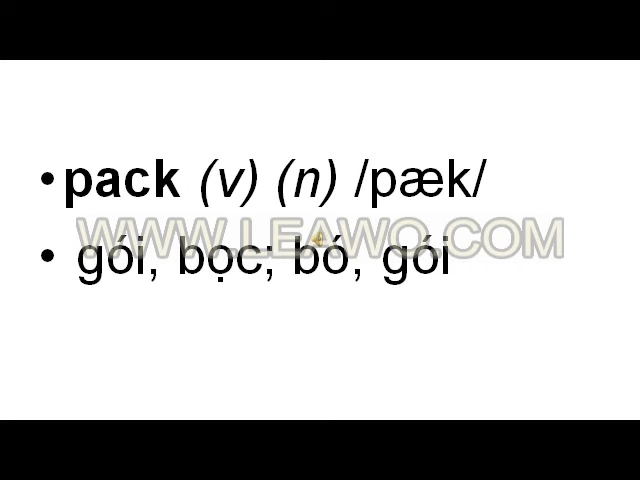 • pack (v) (n) /pæk/
WWW.LEAWO.COM
• gói, bọc; bó, gói